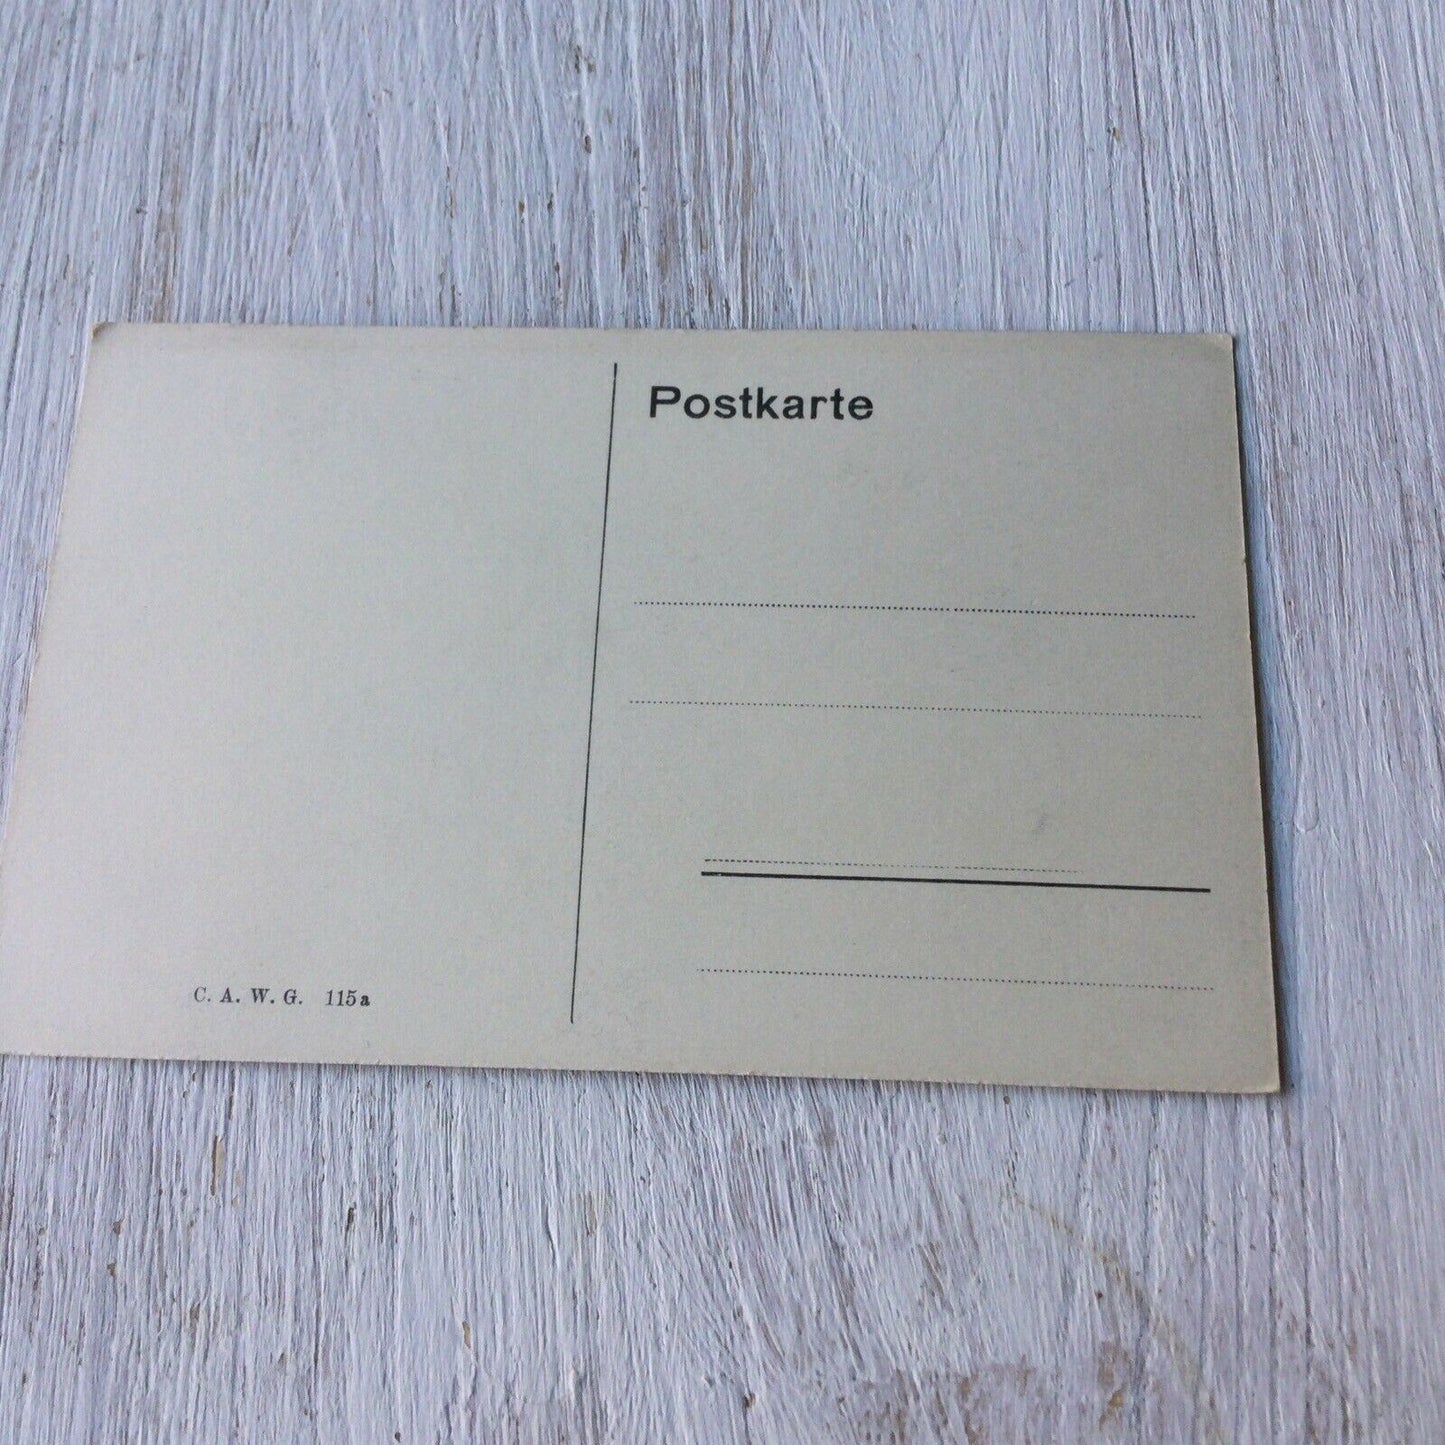 Postkarte
C. A. W. G. 115a